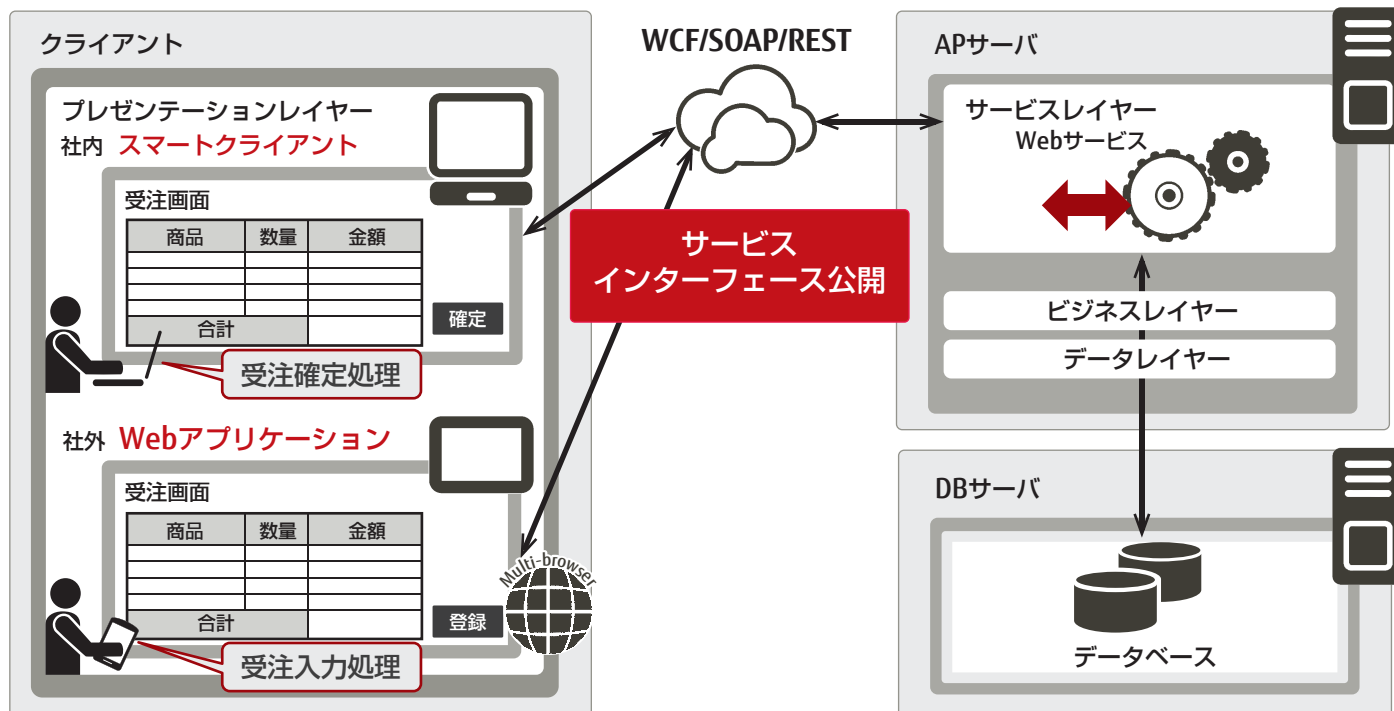 クライアント
プレゼンテーションレイヤー
社内 スマートクライアント
受注画面
商品 数量 金額
合計
確定
受注確定処理
社外 Webアプリケーション
受注画面
商品 数量 金額
合計
登録
受注入力処理
Multi-browser
WCF/SOAP/REST
サービス
インターフェース公開
APサーバ
サービスレイヤー
Webサービス
ビジネスレイヤー
データレイヤー
DBサーバ
データベース